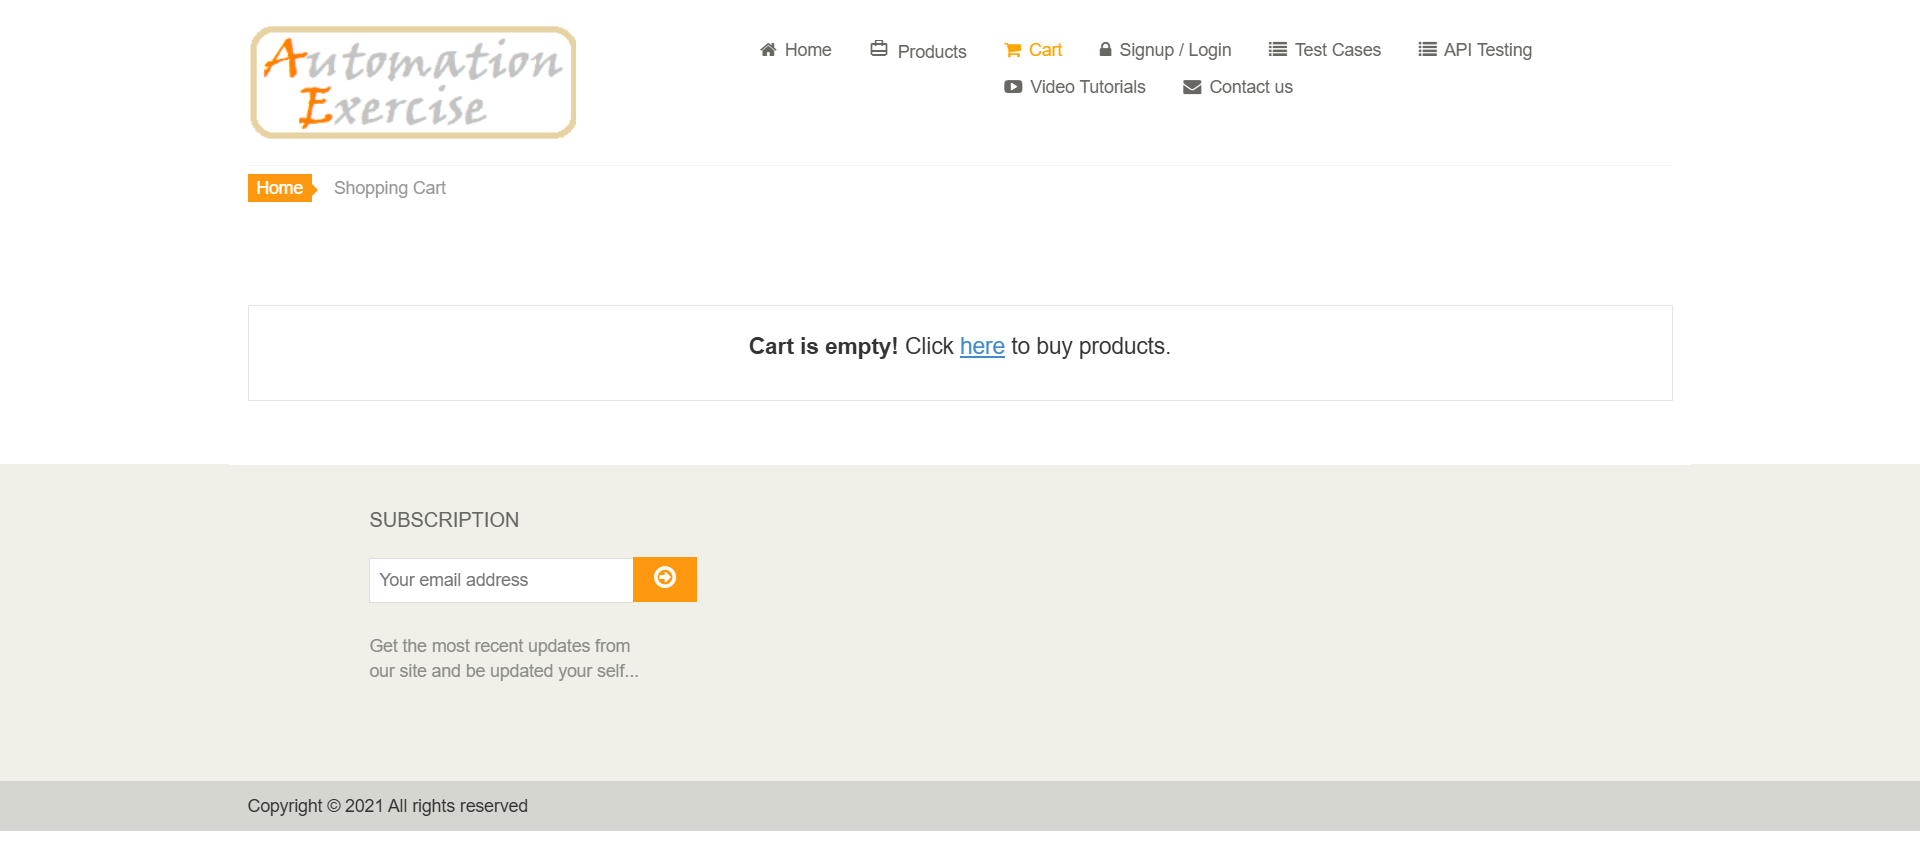 Automation
Exercise
Home
Products
Cart
Signup / Login
Test Cases
API Testing
Video Tutorials
Contact us
Home
Shopping Cart
Cart is empty! Click here to buy products.
SUBSCRIPTION
Your email address
Get the most recent updates from
our site and be updated your self...
Copyright © 2021 All rights reserved